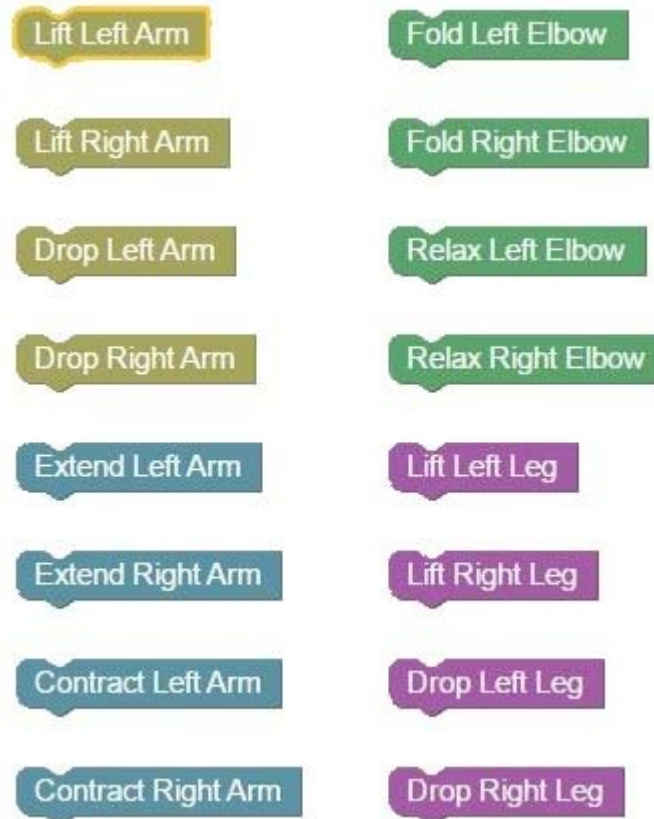 Lift Left Arm
Lift Right Arm
Drop Left Arm
Drop Right Arm
Extend Left Arm
Extend Right Arm
Contract Left Arm
Contract Right Arm
Fold Left Elbow
Fold Right Elbow
Relax Left Elbow
Relax Right Elbow
Lift Left Leg
Lift Right Leg
Drop Left Leg
Drop Right Leg